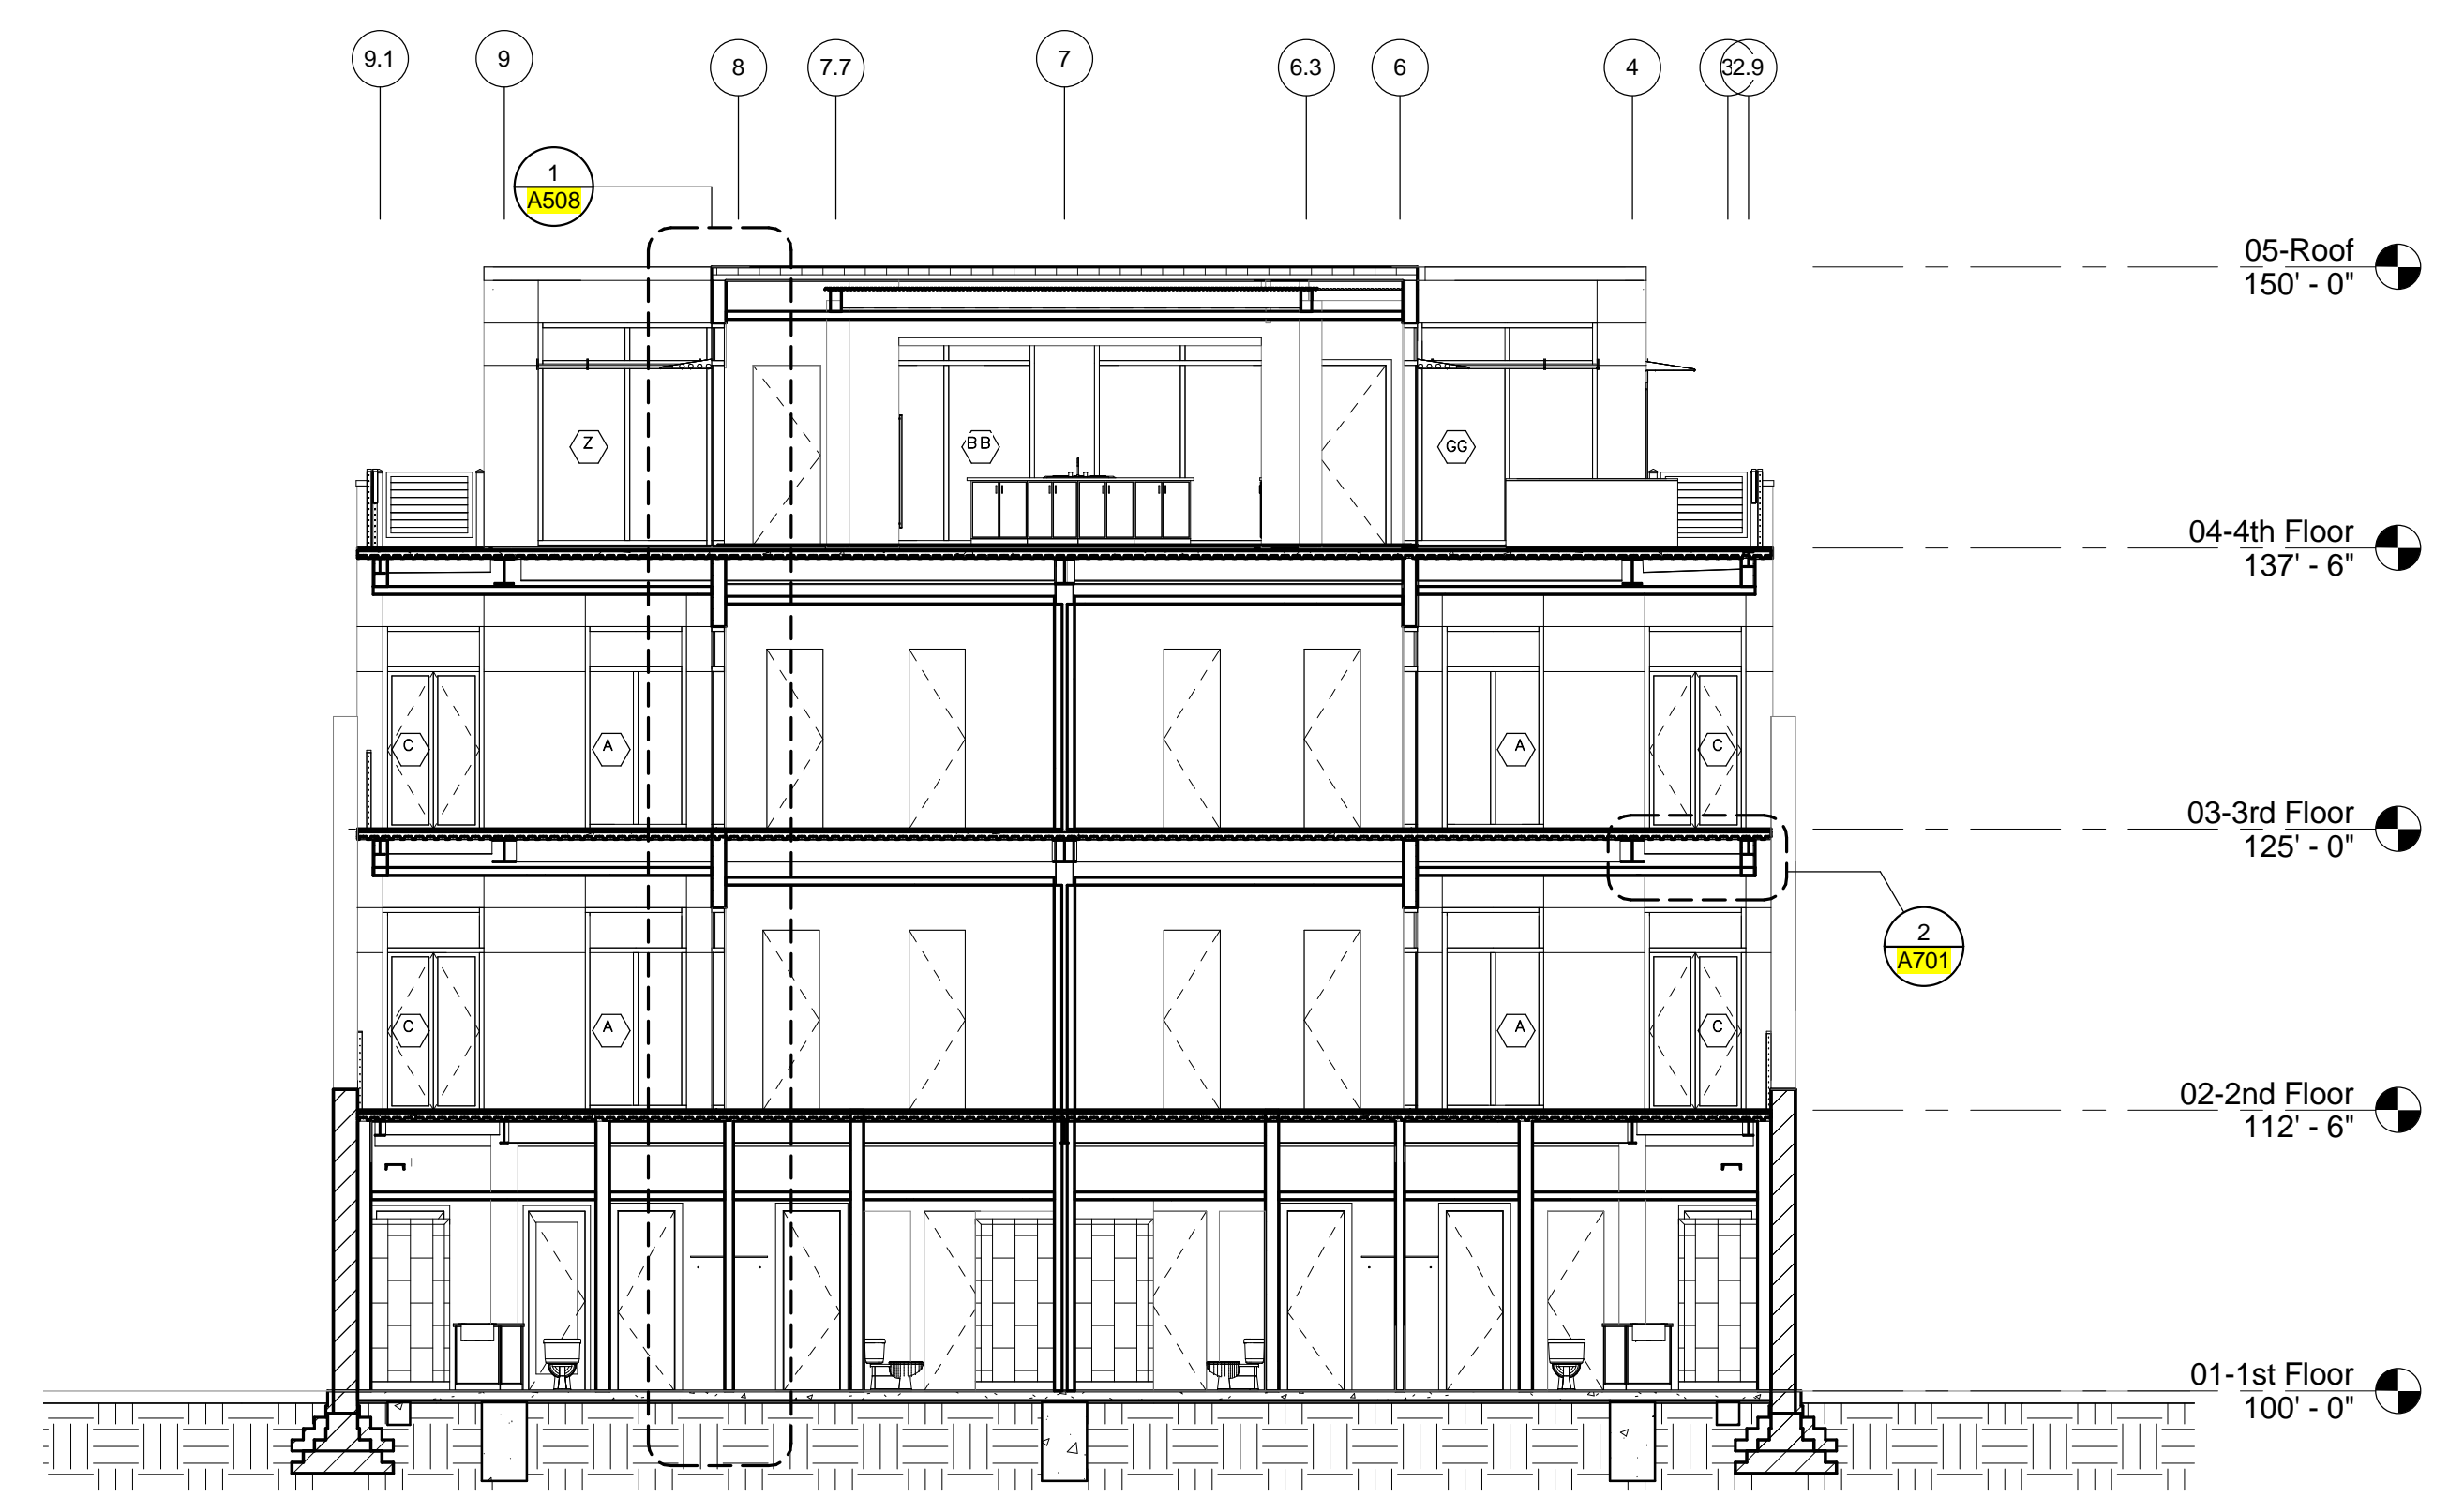 9.1
9
8
7.7
7
6.3
6
4
3
2.9
1
A508
05-Roof
150' - 0"
Z
BB
GG
04-4th Floor
137' - 6"
C
A
A
C
03-3rd Floor
125' - 0"
2
A701
C
A
A
C
02-2nd Floor
112' - 6"
01-1st Floor
100' - 0"